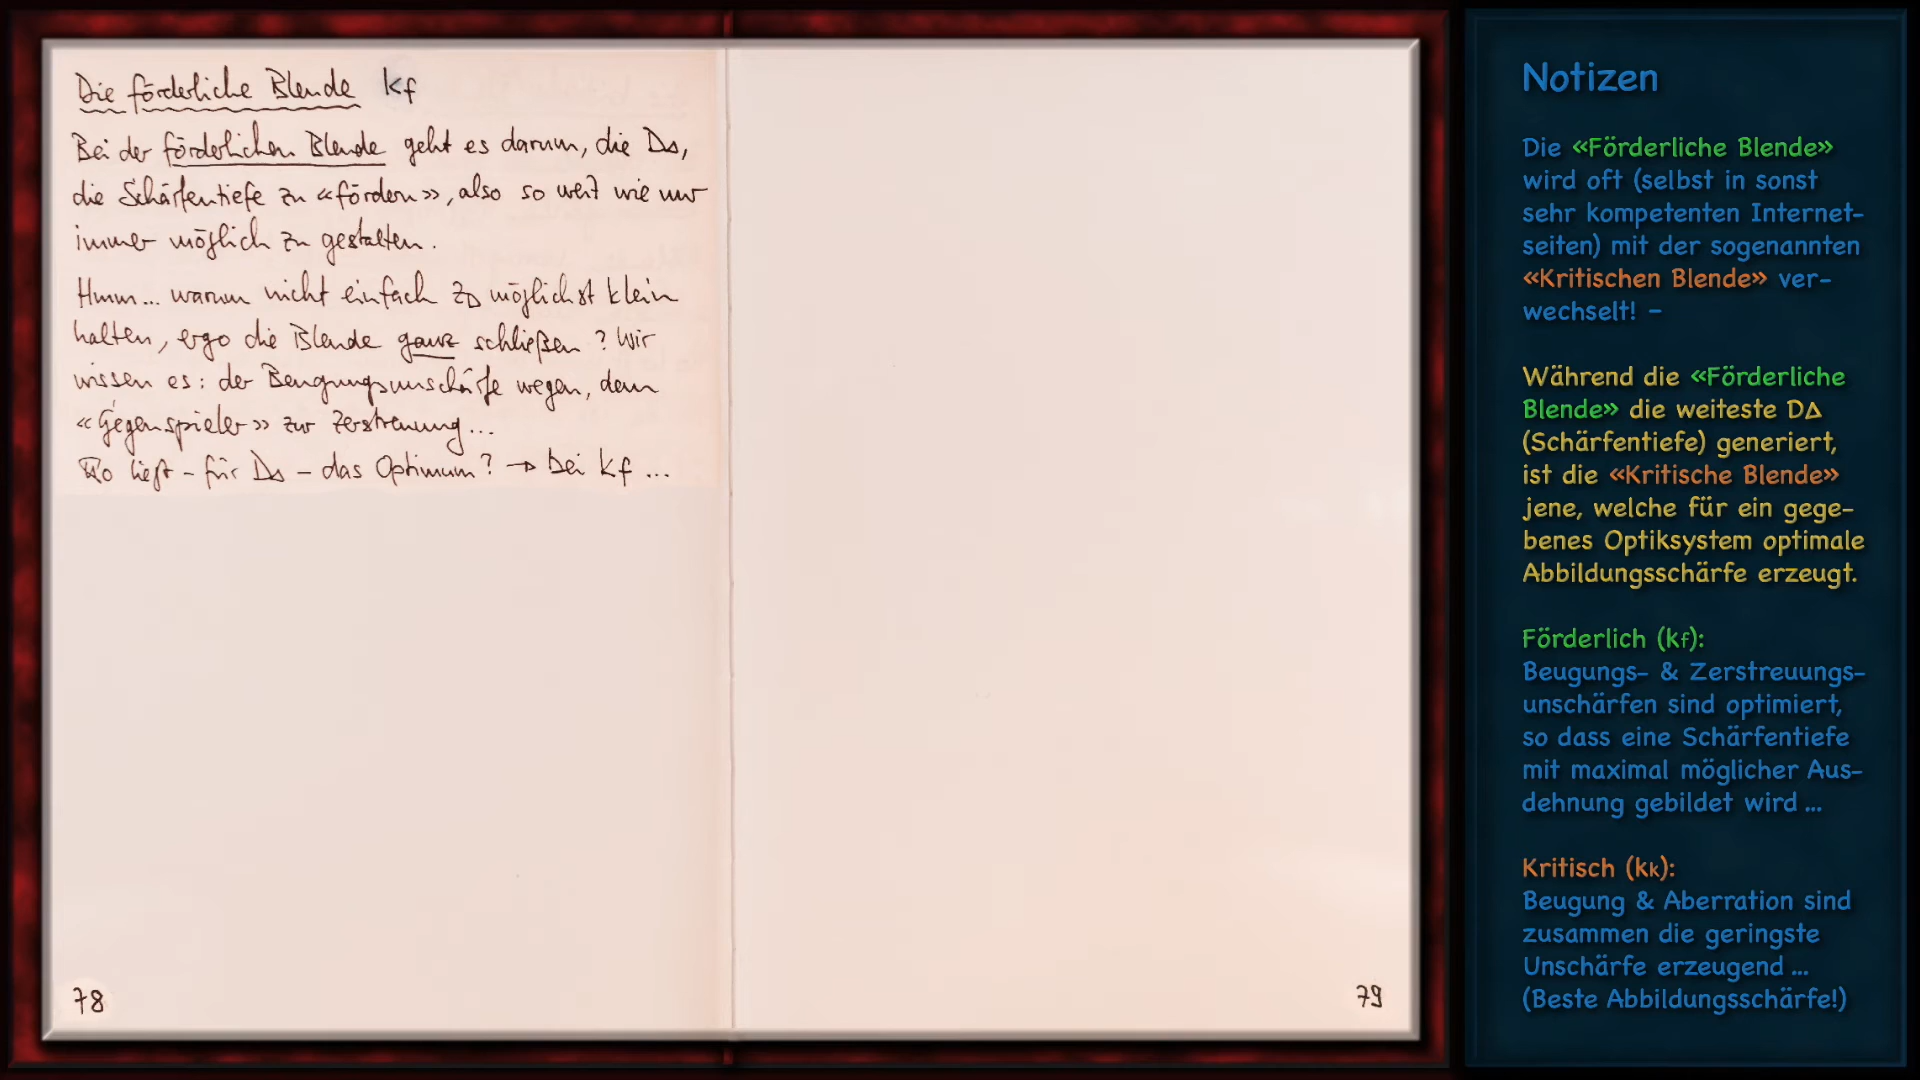 Die förderliche Blende kf
Bei der förderlichen Blende geht es darum, die D∆,
die Schärfentiefe zu «fördern», also so weit wie nur
immer möglich zu gestalten.
Hmm... warum nicht einfach Z∆ möglichst klein
halten, ergo die Blende ganz schließen? Wir
wissen es: der Beugungsunschärfe wegen, dem
«Gegenspieler» zur Zerstreuung...
Wo liegt - für D∆ - das Optimum? → bei kf ...
78
79
Notizen
Die «Förderliche Blende»
wird oft (selbst in sonst
sehr kompetenten Internet-
seiten) mit der sogenannten
«Kritischen Blende» ver-
wechselt! –
Während die «Förderliche
Blende» die weiteste D∆
(Schärfentiefe) generiert,
ist die «Kritische Blende»
jene, welche für ein gege-
benes Optiksystem optimale
Abbildungsschärfe erzeugt.
Förderlich (kf):
Beugungs- & Zerstreuungs-
unschärfen sind optimiert,
so dass eine Schärfentiefe
mit maximal möglicher Aus-
dehnung gebildet wird ...
Kritisch (kk):
Beugung & Aberration sind
zusammen die geringste
Unschärfe erzeugend ...
(Beste Abbildungsschärfe!)